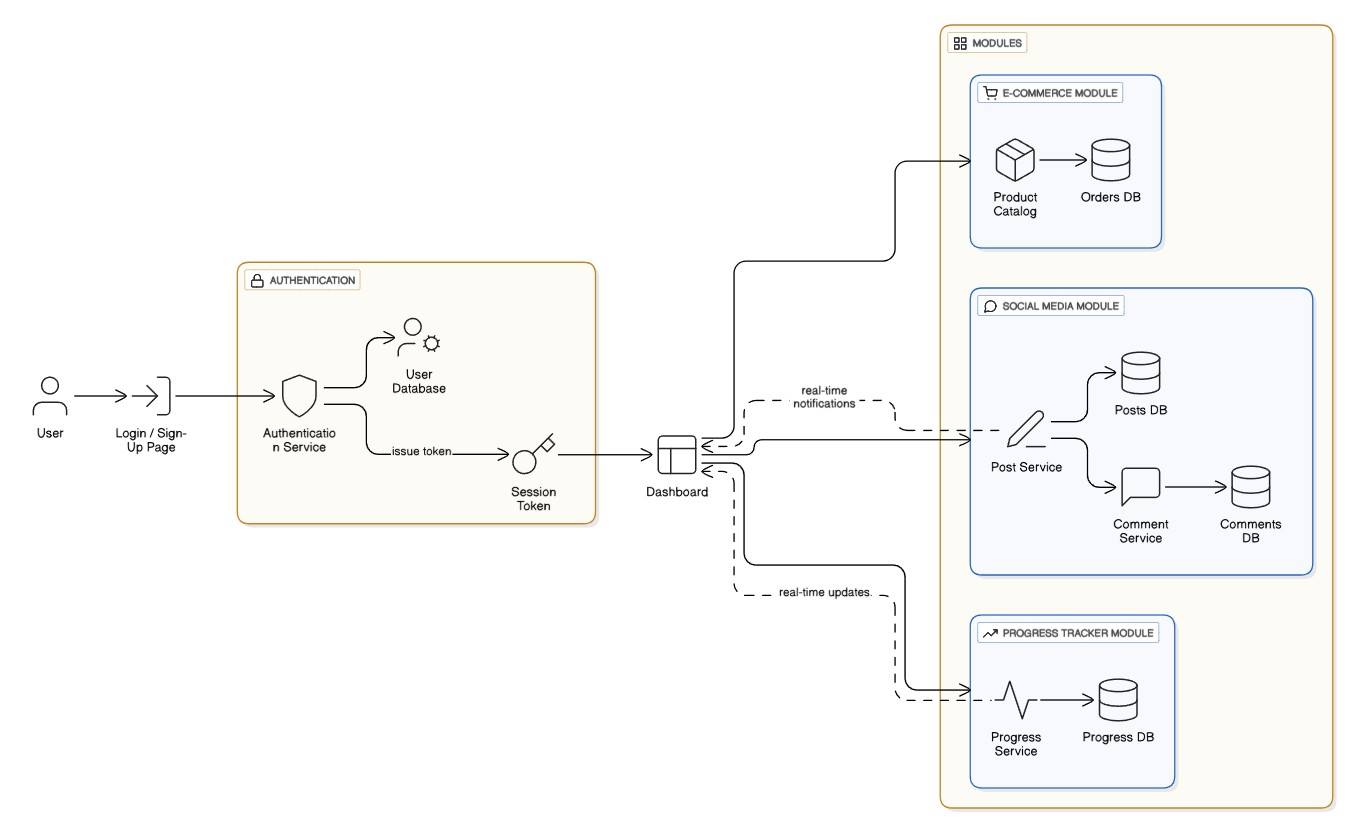 MODULES
E-COMMERCE MODULE
Product
Catalog
Orders DB
AUTHENTICATION
User
Database
User
Login / Sign-
Up Page
Authenticatio
n Service
issue token
Session
Token
Dashboard
real-time
notifications
SOCIAL MEDIA MODULE
Posts DB
Post Service
Comment
Service
Comments
DB
real-time updates.
PROGRESS TRACKER MODULE
Progress
Service
Progress DB